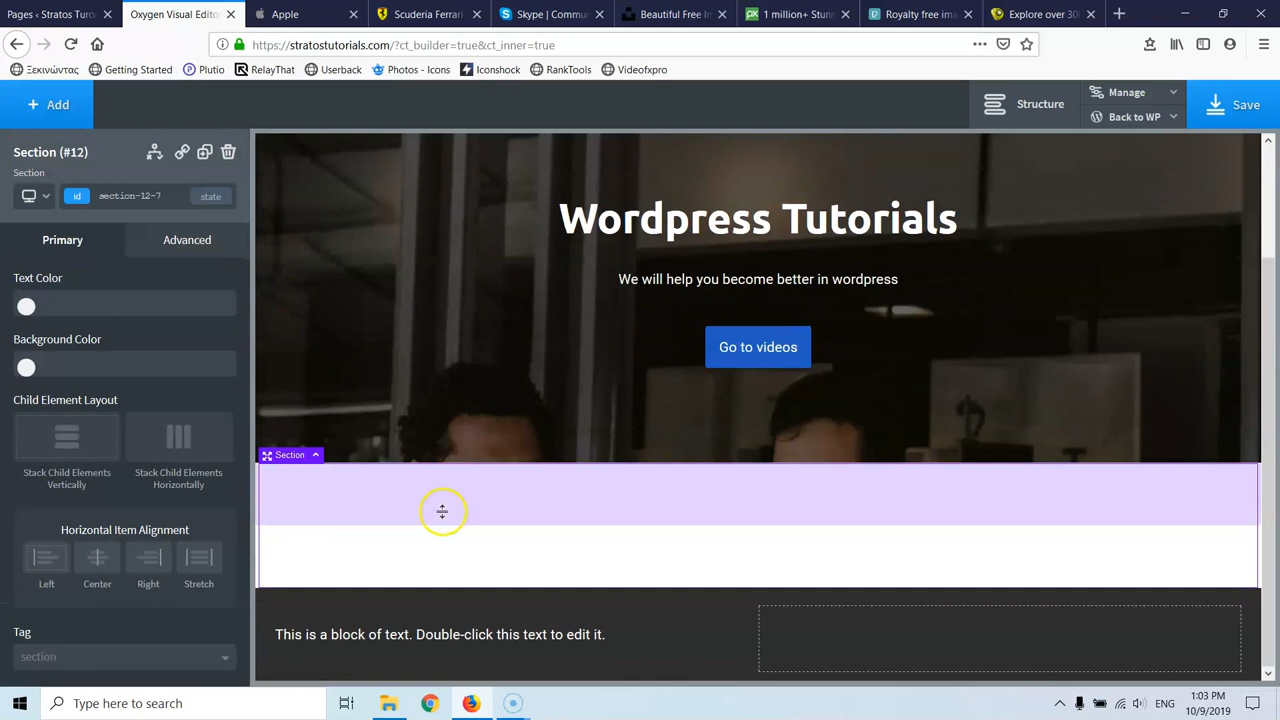 Pages ‹ Stratos Tutor
Oxygen Visual Edito
Apple
Scuderia Ferrari
Skype | Commu
Beautiful Free I
1 million+ Stunn
Royalty free ima
Explore over 30
https://stratostutorials.com/?ct_builder=true&ct_inner=true
Ξεκινώντας
Getting Started
Plutio
RelayThat
Userback
Photos - Icons
Iconshock
RankTools
Videofxpro
+ Add
Structure
Manage
Back to WP
Save
Section (#12)
Section
id
section-12-7
state
Primary
Advanced
Text Color
Background Color
Child Element Layout
Stack Child Elements Vertically
Stack Child Elements Horizontally
Horizontal Item Alignment
Left
Center
Right
Stretch
Tag
section
Wordpress Tutorials
We will help you become better in wordpress
Go to videos
Section
This is a block of text. Double-click this text to edit it.
Type here to search
ENG
1:03 PM
10/9/2019